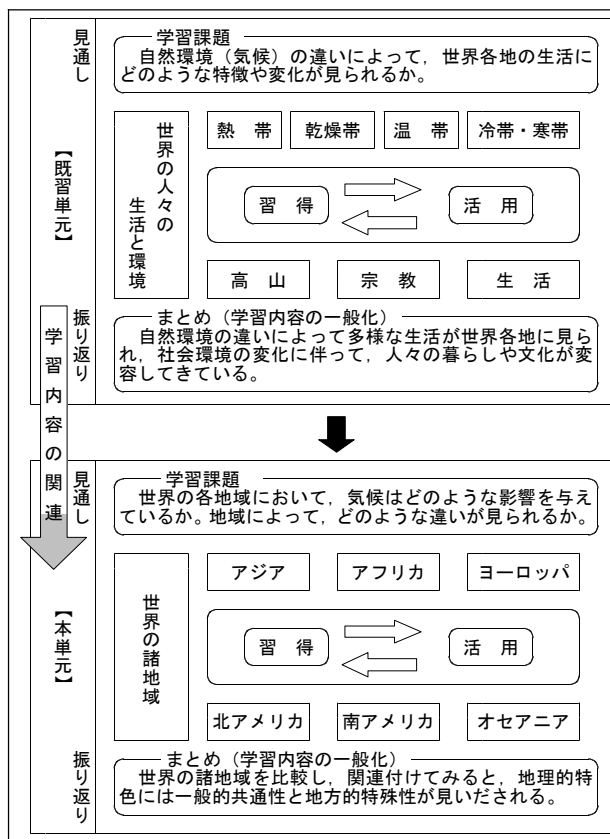 見通し
学習課題
自然環境（気候）の違いによって，世界各地の生活に
どのような特徴や変化が見られるか。
【既習単元】
世界の人々の
生活と環境
熱　帯
乾燥帯
温　帯
冷帯・寒帯
習　得
活　用
高　山
宗　教
生　活
振り返り
まとめ（学習内容の一般化）
自然環境の違いによって多様な生活が世界各地に見ら
れ，社会環境の変化に伴って，人々の暮らしや文化が変
容してきている。
学習内容の関連
見通し
学習課題
世界の各地域において，気候はどのような影響を与え
ているか。地域によって，どのような違いが見られるか。
【本単元】
世界の諸地域
アジア
アフリカ
ヨーロッパ
習　得
活　用
北アメリカ
南アメリカ
オセアニア
振り返り
まとめ（学習内容の一般化）
世界の諸地域を比較し，関連付けてみると，地理的特
色には一般的共通性と地方的特殊性が見いだされる。